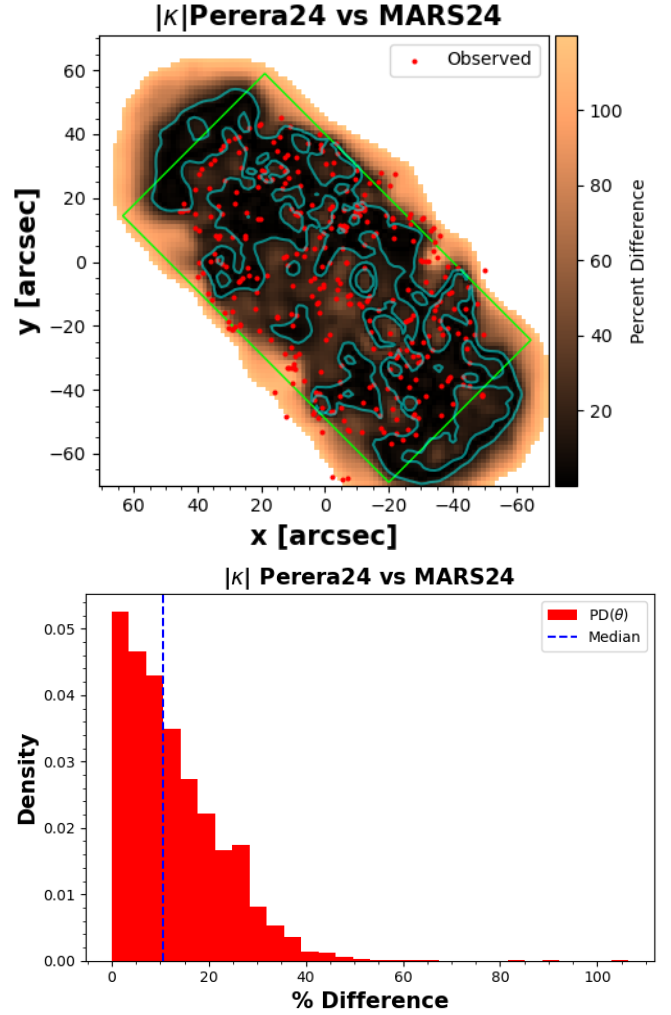 |κ|Perera24 vs MARS24
Observed
60
40
20
0
−20
−40
−60
y [arcsec]
60 40 20 0 −20 −40 −60
x [arcsec]
100
80
60
40
20
Percent Difference
|κ| Perera24 vs MARS24
PD(θ)
Median
0.05
0.04
0.03
0.02
0.01
0.00
Density
0 20 40 60 80 100
% Difference